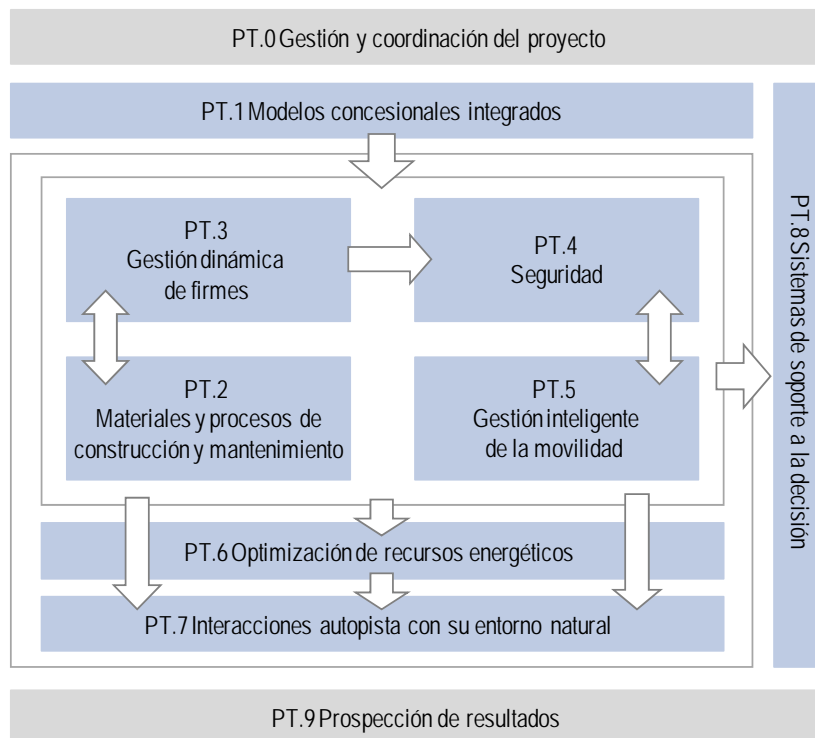 PT.0 Gestión y coordinación del proyecto
PT.1 Modelos concesionales integrados
PT.3
Gestión dinámica
de firmes
PT.4
Seguridad
PT.2
Materiales y procesos de
construcción y mantenimiento
PT.5
Gestión inteligente
de la movilidad
PT.6 Optimización de recursos energéticos
PT.7 Interacciones autopista con su entorno natural
PT.8 Sistemas de soporte a la decisión
PT.9 Prospección de resultados